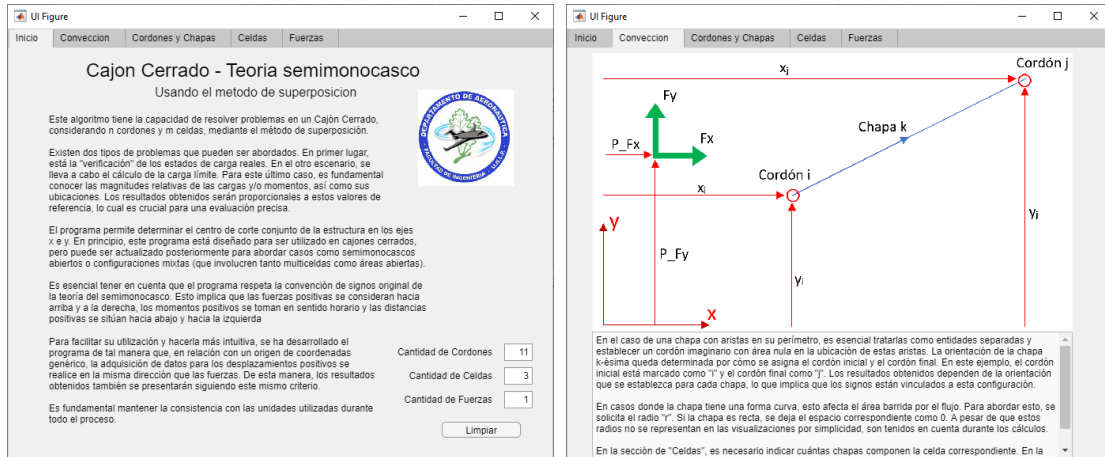 UI Figure
Inicio Conveccion Cordones y Chapas Celdas Fuerzas
Cajon Cerrado - Teoria semimonocasco
Usando el metodo de superposicion
Este algoritmo tiene la capacidad de resolver problemas en un Cajón Cerrado,
considerando n cordones y m celdas, mediante el método de superposición.
Existen dos tipos de problemas que pueden ser abordados. En primer lugar,
está la "verificación" de los estados de carga reales. En el otro escenario, se
lleva a cabo el cálculo de la carga límite. Para este último caso, es fundamental
conocer las magnitudes relativas de las cargas y/o momentos, así como sus
ubicaciones. Los resultados obtenidos serán proporcionales a estos valores de
referencia, lo cual es crucial para una evaluación precisa.
El programa permite determinar el centro de corte conjunto de la estructura en los ejes
x e y. En principio, este programa está diseñado para ser utilizado en cajones cerrados,
pero puede ser actualizado posteriormente para abordar casos como semimonocascos
abiertos o configuraciones mixtas (que involucren tanto multiceldas como áreas abiertas).
Es esencial tener en cuenta que el programa respeta la convención de signos original de
la teoría del semimonocasco. Esto implica que las fuerzas positivas se consideran hacia
arriba y a la derecha, los momentos positivos se toman en sentido horario y las distancias
positivas se sitúan hacia abajo y hacia la izquierda
Para facilitar su utilización y hacerla más intuitiva, se ha desarrollado el
programa de tal manera que, en relación con un origen de coordenadas
genérico, la adquisición de datos para los desplazamientos positivos se
realice en la misma dirección que las fuerzas. De esta manera, los resultados
obtenidos también se presentarán siguiendo este mismo criterio.
Es fundamental mantener la consistencia con las unidades utilizadas durante
todo el proceso.
DEPARTAMENTO DE AERONAUTICA
FACULTAD DE INGENIERIA - U.N.L.P.
Cantidad de Cordones 11
Cantidad de Celdas 3
Cantidad de Fuerzas 1
Limpiar
UI Figure
Inicio Conveccion Cordones y Chapas Celdas Fuerzas
Cordón j
xj
Fy
Chapa k
P_Fx
Fx
Cordón i
xi
yj
y
P_Fy
yi
x
En el caso de una chapa con aristas en su perímetro, es esencial tratarlas como entidades separadas y
establecer un cordón imaginario con área nula en la ubicación de estas aristas. La orientación de la chapa
k-ésima queda determinada por cómo se asigna el cordón inicial y el cordón final. En este ejemplo, el cordón
inicial está marcado como "i" y el cordón final como "j". Los resultados obtenidos dependen de la orientación
que se establezca para cada chapa, lo que implica que los signos están vinculados a esta configuración.
En casos donde la chapa tiene una forma curva, esto afecta el área barrida por el flujo. Para abordar esto, se
solicita el radio "r". Si la chapa es recta, se deja el espacio correspondiente como 0. A pesar de que estos
radios no se representan en las visualizaciones por simplicidad, son tenidos en cuenta durante los cálculos.
En la sección de "Celdas", es necesario indicar cuántas chapas componen la celda correspondiente. En la